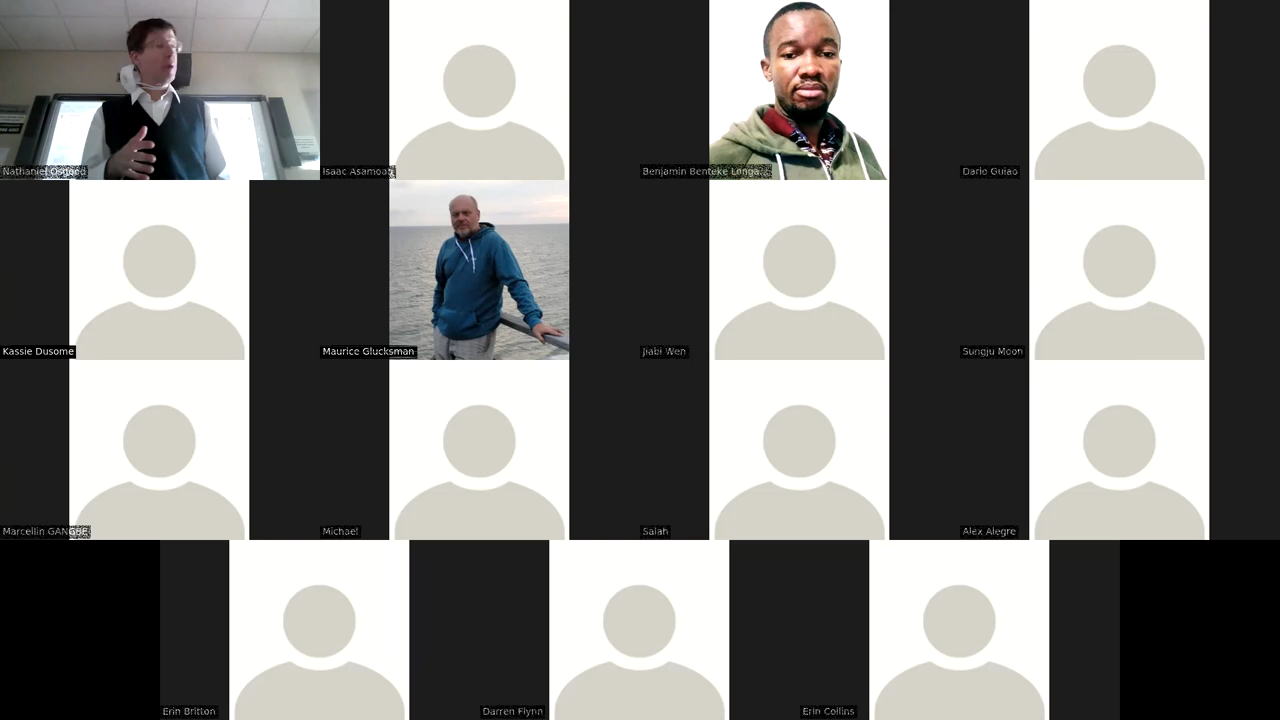 Nathaniel Osgood
Isaac Asamoah
Benjamin Benteke Longa
Dario Guiao
Kassie Dusome
Maurice Glucksman
Jiabi Wen
Sungju Moon
Marcellin GANGBE
Michael
Salah
Alex Alegre
Erin Britton
Darren Flynn
Erin Collins